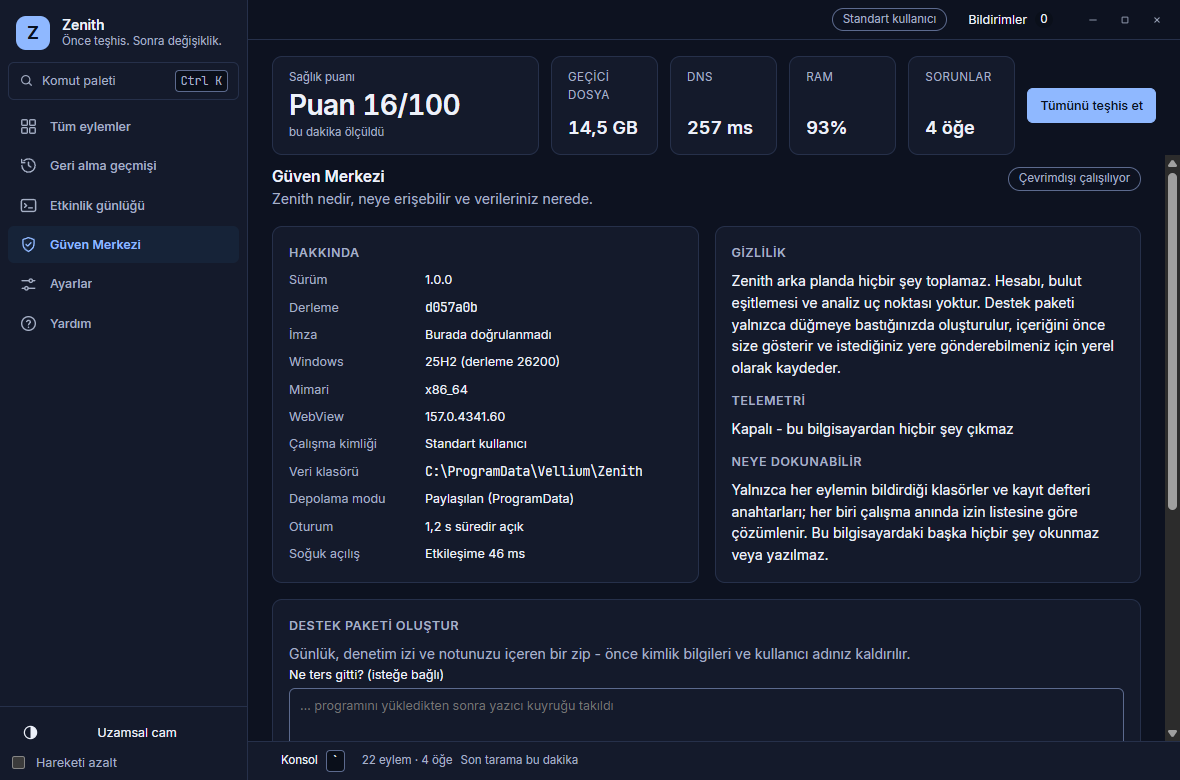 Z
Zenith
Önce teşhis. Sonra değişiklik.
Komut paleti
Ctrl K
Tüm eylemler
Geri alma geçmişi
Etkinlik günlüğü
Güven Merkezi
Ayarlar
Yardım
Uzamsal cam
Hareketi azalt
Standart kullanıcı
Bildirimler 0
Sağlık puanı
Puan 16/100
bu dakika ölçüldü
GEÇİCİ
DOSYA
14,5 GB
DNS
257 ms
RAM
93%
SORUNLAR
4 öğe
Tümünü teşhis et
Güven Merkezi
Zenith nedir, neye erişebilir ve verileriniz nerede.
Çevrimdışı çalışılıyor
HAKKINDA
Sürüm 1.0.0
Derleme d057a0b
İmza Burada doğrulanmadı
Windows 25H2 (derleme 26200)
Mimari x86_64
WebView 157.0.4341.60
Çalışma kimliği Standart kullanıcı
Veri klasörü C:\ProgramData\Vellium\Zenith
Depolama modu Paylaşılan (ProgramData)
Oturum 1,2 s süredir açık
Soğuk açılış Etkileşime 46 ms
GİZLİLİK
Zenith arka planda hiçbir şey toplamaz. Hesabı, bulut
eşitlemesi ve analiz uç noktası yoktur. Destek paketi
yalnızca düğmeye bastığınızda oluşturulur, içeriğini önce
size gösterir ve istediğiniz yere gönderebilmeniz için yerel
olarak kaydeder.
TELEMETRİ
Kapalı - bu bilgisayardan hiçbir şey çıkmaz
NEYE DOKUNABİLİR
Yalnızca her eylemin bildirdiği klasörler ve kayıt defteri
anahtarları; her biri çalışma anında izin listesine göre
çözümlenir. Bu bilgisayardaki başka hiçbir şey okunmaz
veya yazılmaz.
DESTEK PAKETİ OLUŞTUR
Günlük, denetim izi ve notunuzu içeren bir zip - önce kimlik bilgileri ve kullanıcı adınız kaldırılır.
Ne ters gitti? (isteğe bağlı)
... programını yükledikten sonra yazıcı kuyruğu takıldı
Konsol ` 22 eylem · 4 öğe Son tarama bu dakika